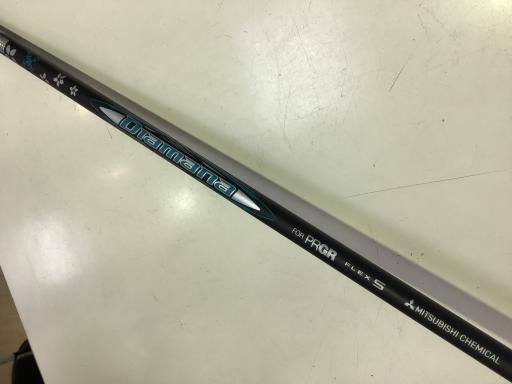 Diamana
FOR PRGR FLEX S MITSUBISHI CHEMICAL